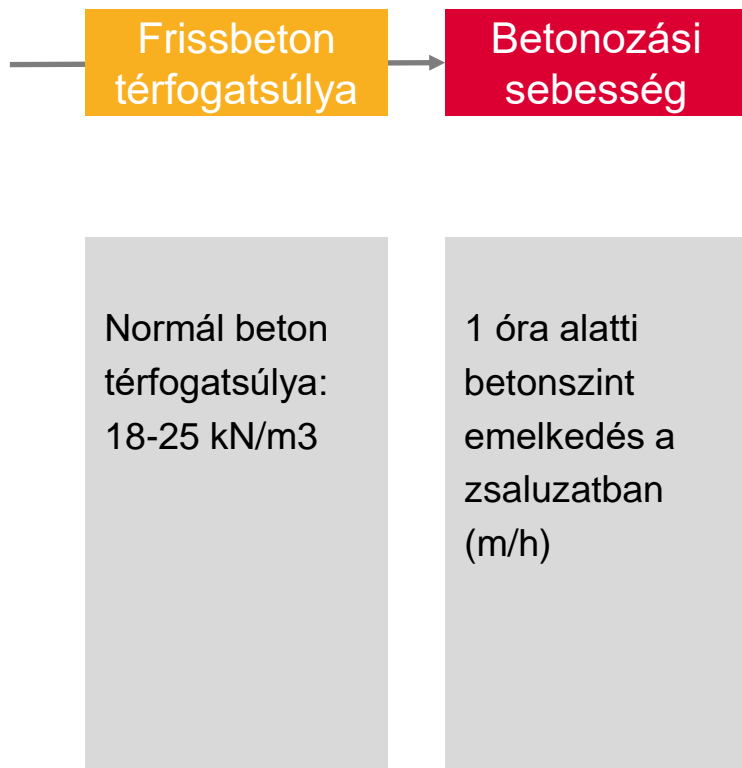 Frissbeton
térfogatsúlya
Betonozási
sebesség
Normál beton
térfogatsúlya:
18-25 kN/m3
1 óra alatti
betonszint
emelkedés a
zsaluzatban
(m/h)